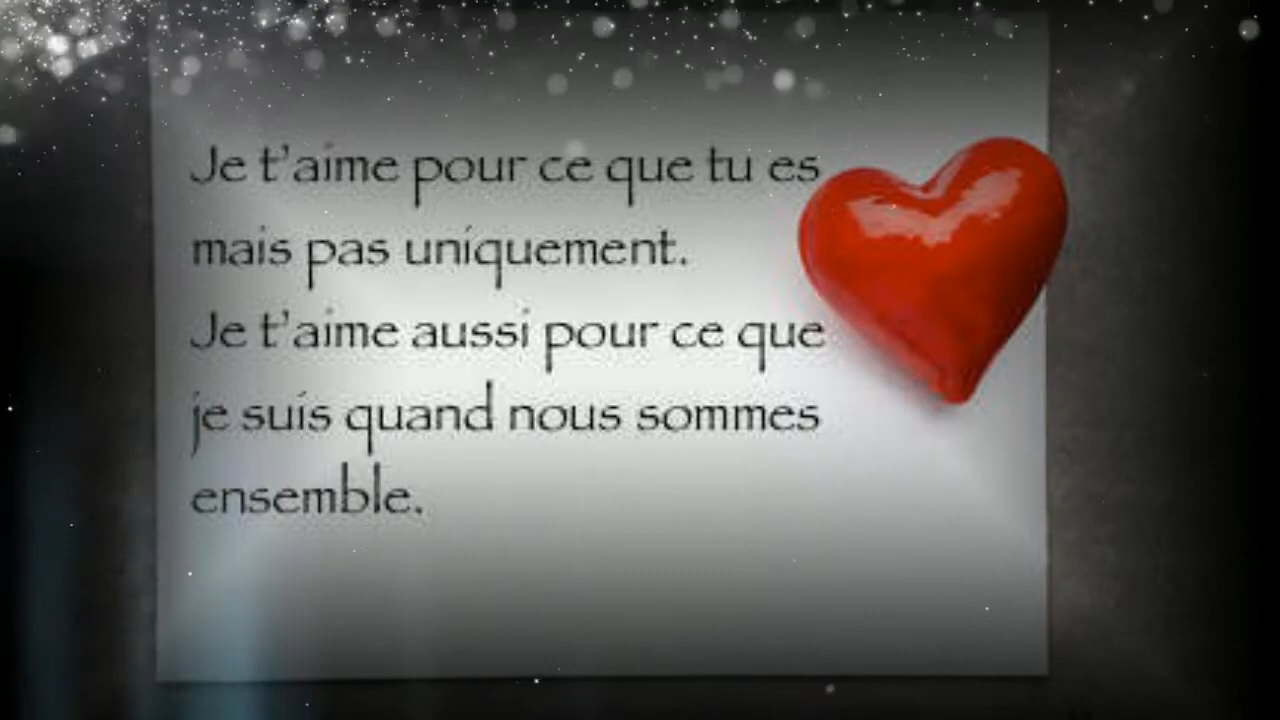 Je t'aime pour ce que tu es
mais pas uniquement.
Je t'aime aussi pour ce que
je suis quand nous sommes
ensemble.